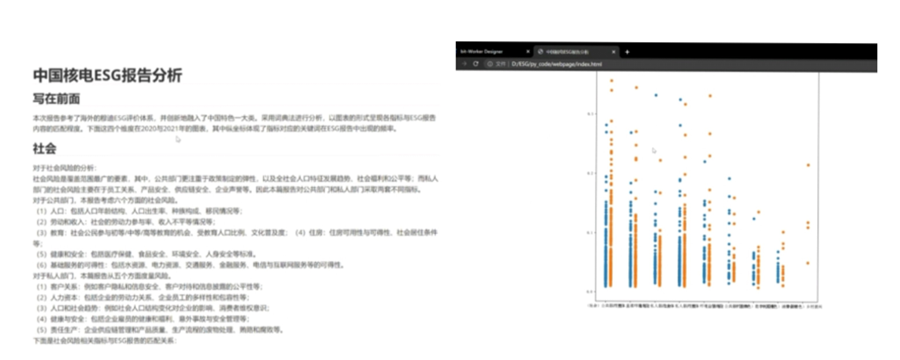 中国核电ESG报告分析
写在前面
本次报告参考了海外的穆迪ESG评价体系，并创新地融入了中国特色一大类。采用词典法进行分析，以图表的形式呈现各指标与ESG报告
内容的匹配程度。下面这四个维度在2020与2021年的图表，其中纵坐标体现了指标对应的关键词在ESG报告中出现的频率。
社会
对于社会风险的分析：
社会风险是覆盖范围最广的要素，其中，公共部门更注重于政策制定的弹性，以及全社会人口特征发展趋势、社会福利和公平等；而私人
部门的社会风险主要在于员工关系、产品安全、供应链安全、企业声誉等。因此本篇报告对公共部门和私人部门采取两套不同指标。
对于公共部门，本报告考虑六个方面的社会风险。
（1）人口：包括人口年龄结构、人口出生率、种族构成、移民情况等；
（2）劳动和收入：社会的劳动力参与率、收入不平等情况等；
（3）教育：社会公民参与初等/中等/高等教育的机会、受教育人口比例、文化普及度； （4）住房：住房可用性与可得性、社会居住条件
等；
（5）健康和安全：包括医疗保健、食品安全、环境安全、人身安全等标准。
（6）基础服务的可得性：包括水资源、电力资源、交通服务、金融服务、电信与互联网服务等的可得性。
对于私人部门，本篇报告从五个方面度量风险。
（1）客户关系：例如客户隐私和信息安全、客户对待和信息披露的公平性等；
（2）人力资本：包括企业的劳动力关系、企业员工的多样性和包容性等；
（3）人口和社会趋势：例如社会人口结构变化对企业的影响、消费者维权意识；
（4）健康与安全：包括企业雇员的健康和福利、意外事故与安全管理等；
（5）责任生产：企业供应链管理和产品质量、生产流程的废物处理、贿赂和腐败等。
下面是社会风险相关指标与ESG报告的匹配关系：
bit-Worker Designer
文件 D:/ESG/py_code/webpage/index.html